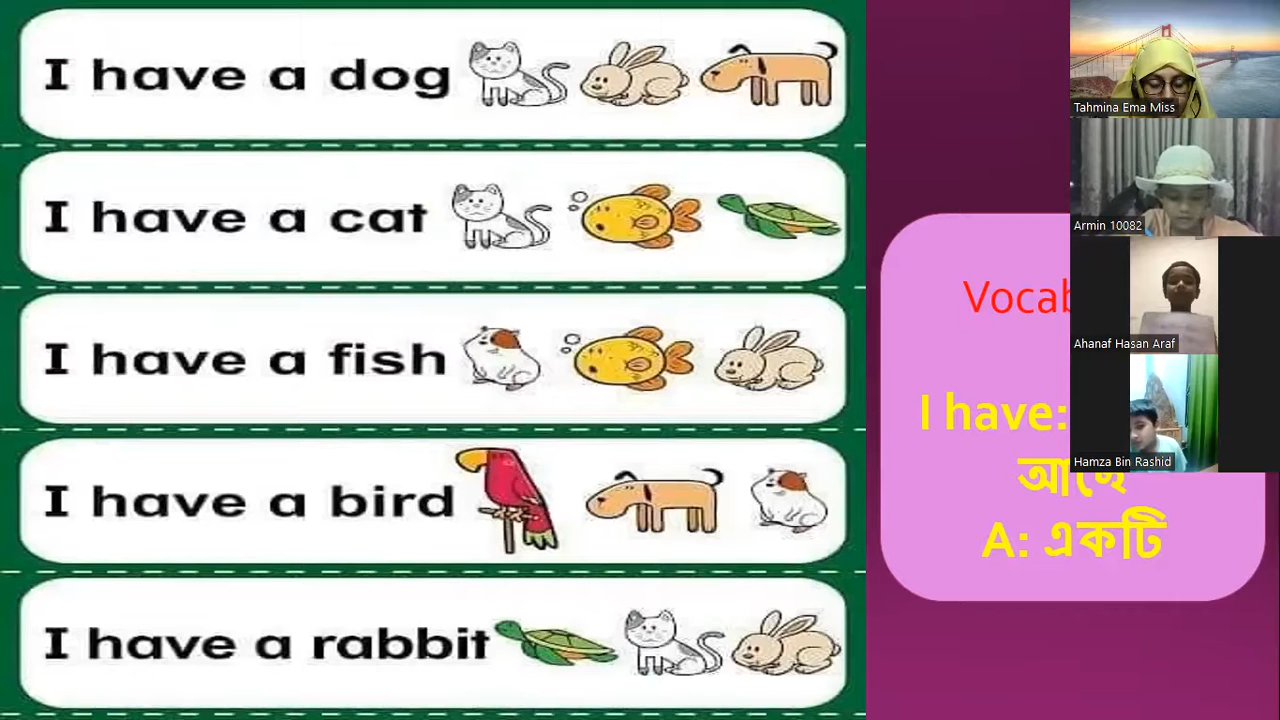 I have a dog
I have a cat
I have a fish
I have a bird
I have a rabbit
I have:
আছে
A: একটি
Tahmina Ema Miss
Armin 10082
Ahanaf Hasan Araf
Hamza Bin Rashid